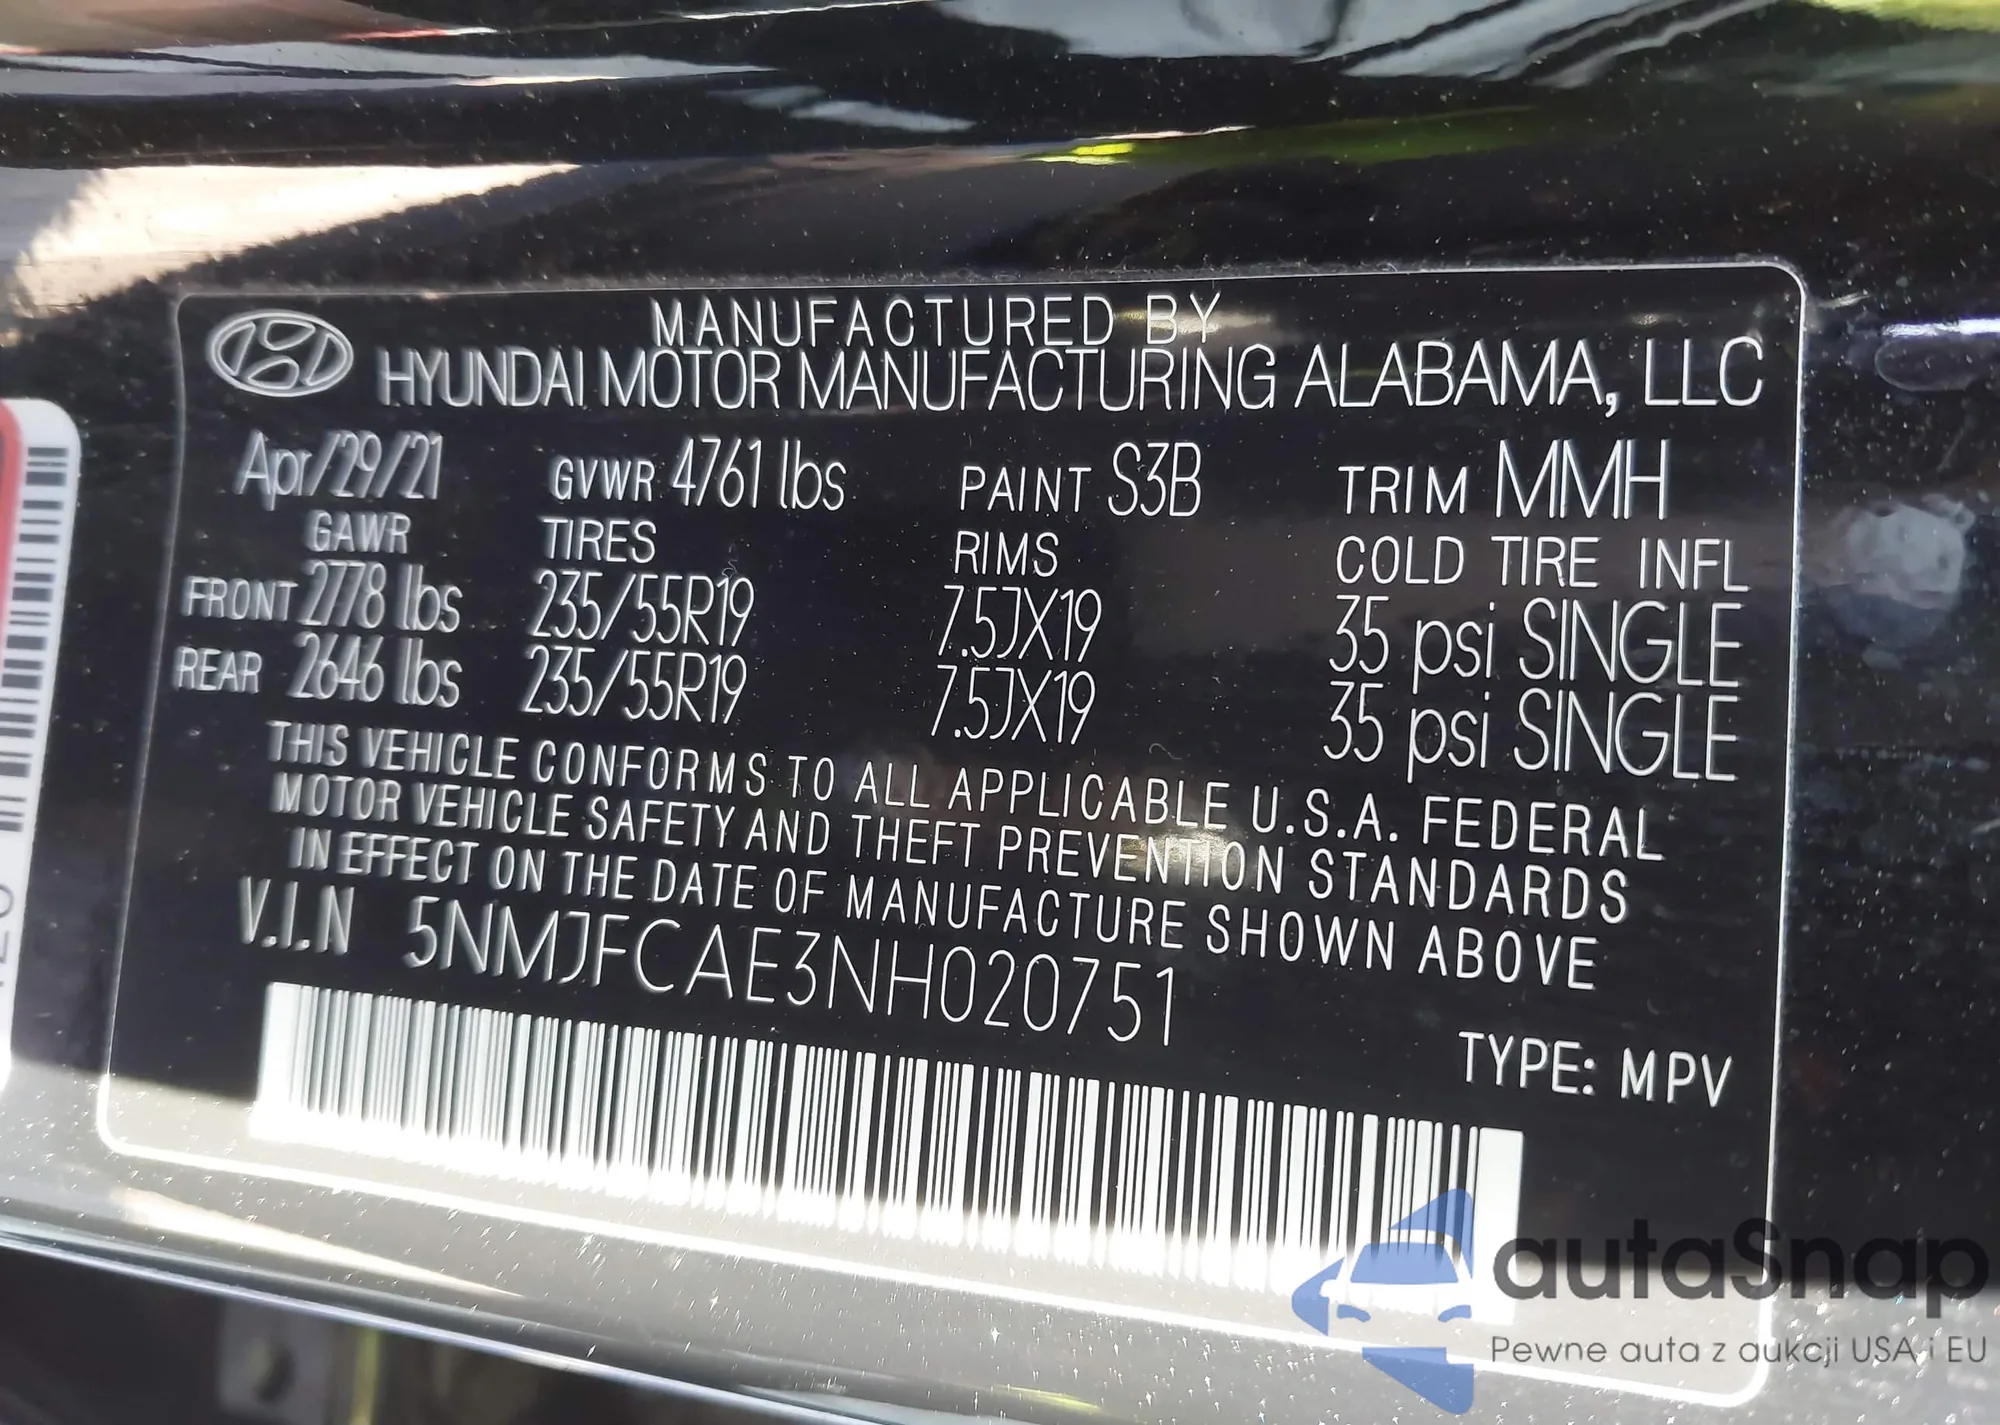 MANUFACTURED BY
HYUNDAI MOTOR MANUFACTURING ALABAMA, LLC
Apr/29/21 GVWR 4761 lbs PAINT S3B TRIM MMH
GAWR TIRES RIMS COLD TIRE INFL
FRONT 2778 lbs 235/55R19 7.5JX19 35 psi SINGLE
REAR 2646 lbs 235/55R19 7.5JX19 35 psi SINGLE
THIS VEHICLE CONFORMS TO ALL APPLICABLE U.S.A. FEDERAL
MOTOR VEHICLE SAFETY AND THEFT PREVENTION STANDARDS
IN EFFECT ON THE DATE OF MANUFACTURE SHOWN ABOVE
V.I.N 5NMJFCAE3NH020751
TYPE: MPV
autaSnap
Pewne auta z aukcji USA i EU